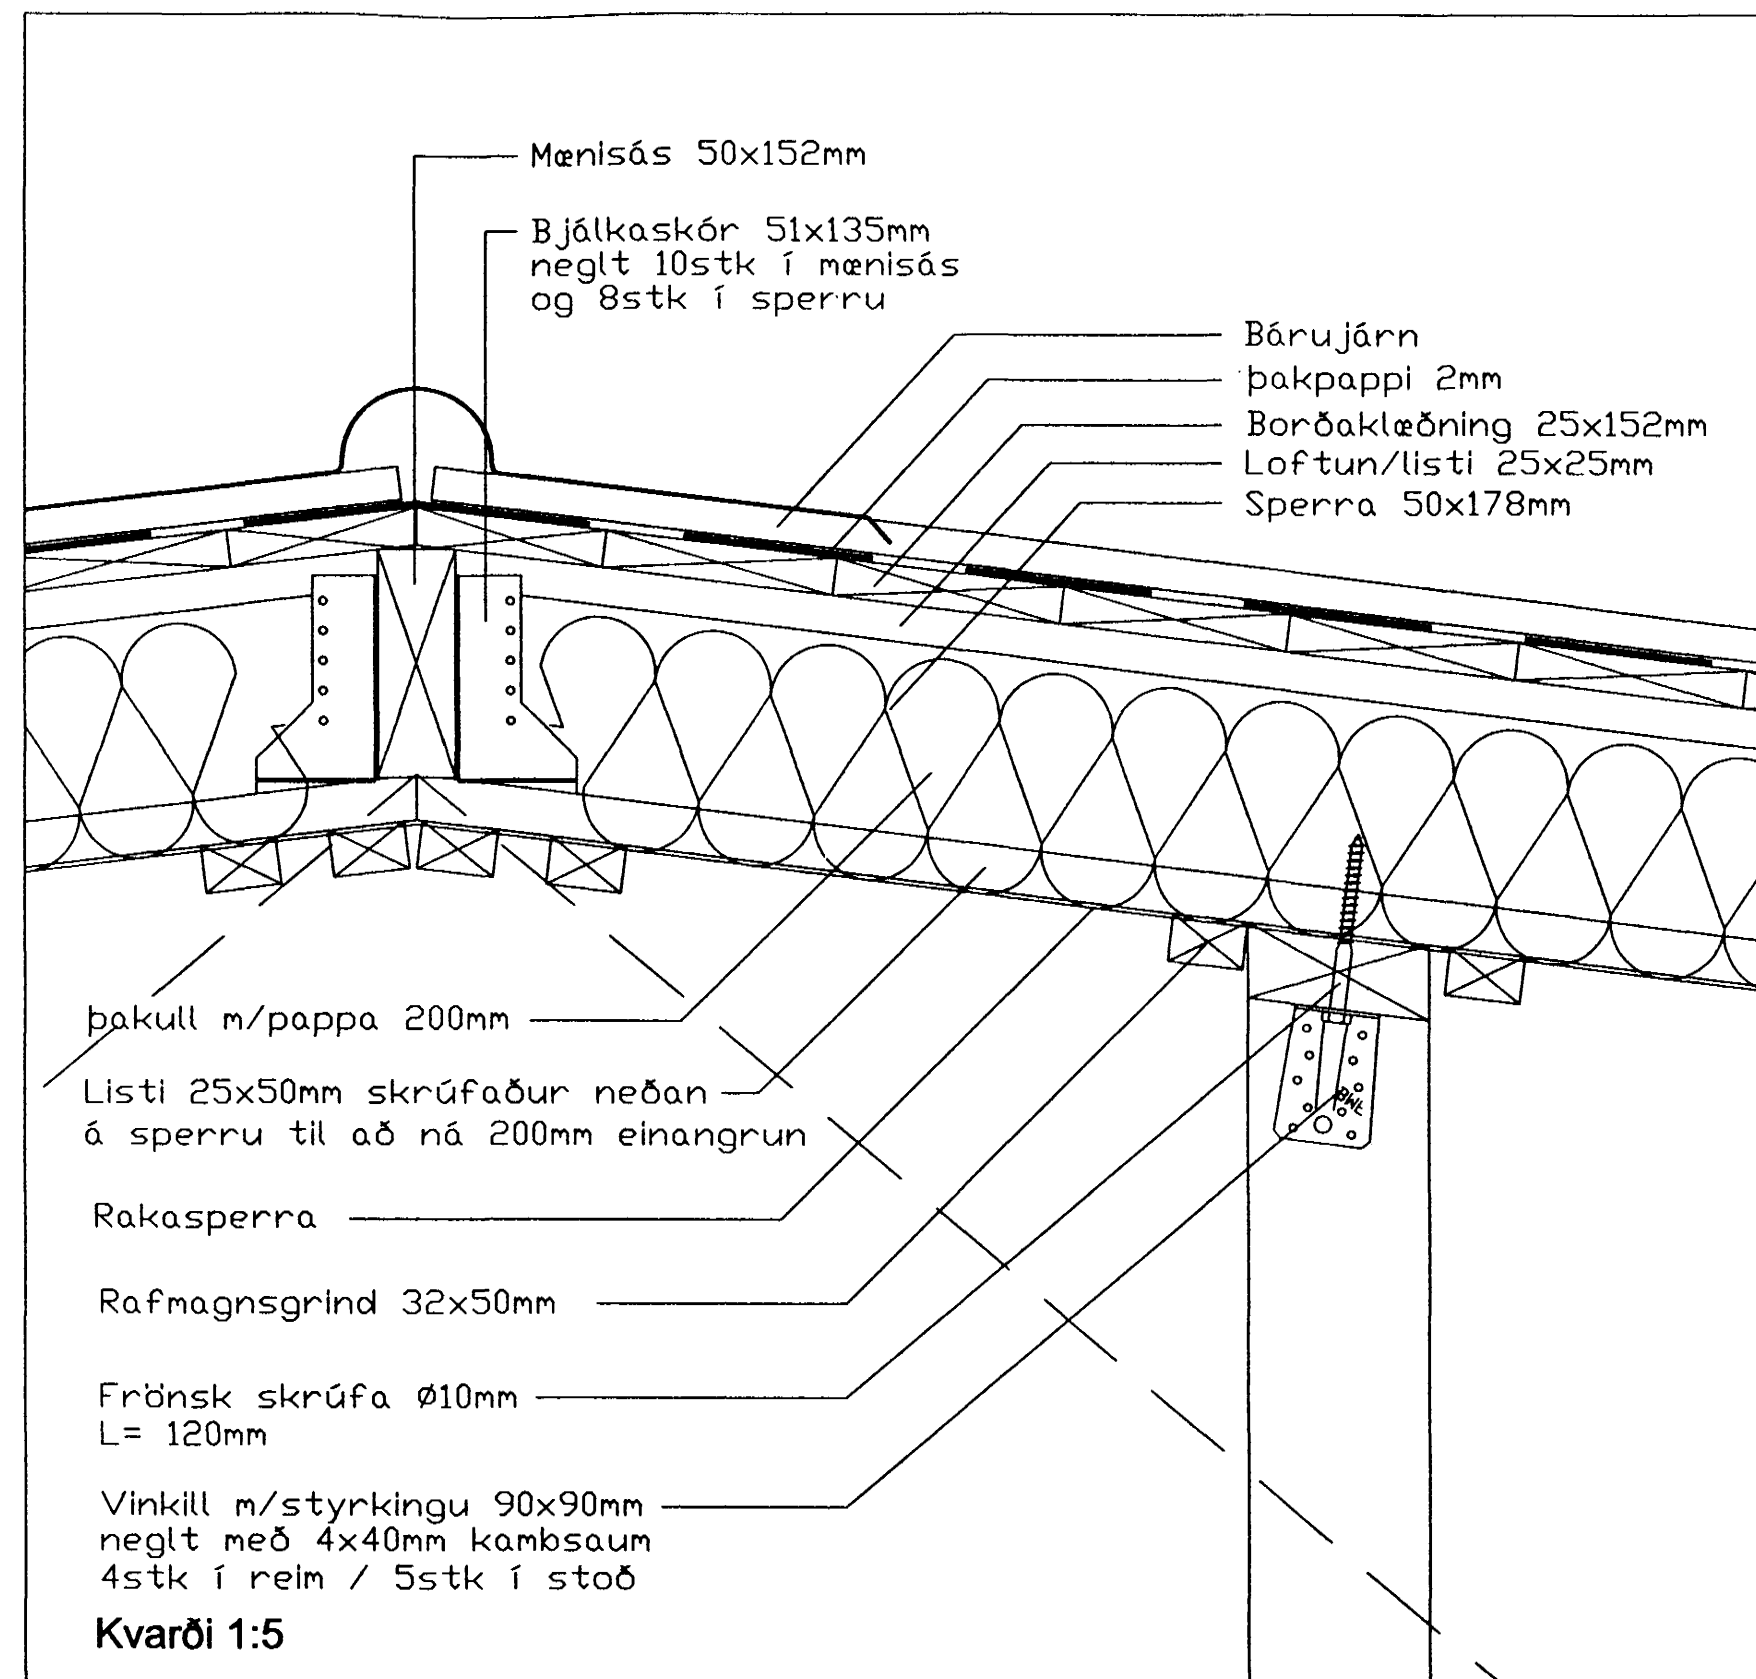 Mænisás 50x152mm
Bjálkaskór 51x135mm
neglt 10stk í mænisás
og 8stk í sperru
Bárujárn
þakpappi 2mm
Borðaklæðning 25x152mm
Loftun/listi 25x25mm
Sperra 50x178mm
þakull m/pappa 200mm
Listi 25x50mm skrúfaður neðan
á sperru til að ná 200mm einangrun
Rakasperra
Rafmagnsgrind 32x50mm
Frönsk skrúfa Ø10mm
L= 120mm
Vinkill m/styrkingu 90x90mm
neglt með 4x40mm kambsaum
4stk í reim / 5stk í stoð
Kvarði 1:5